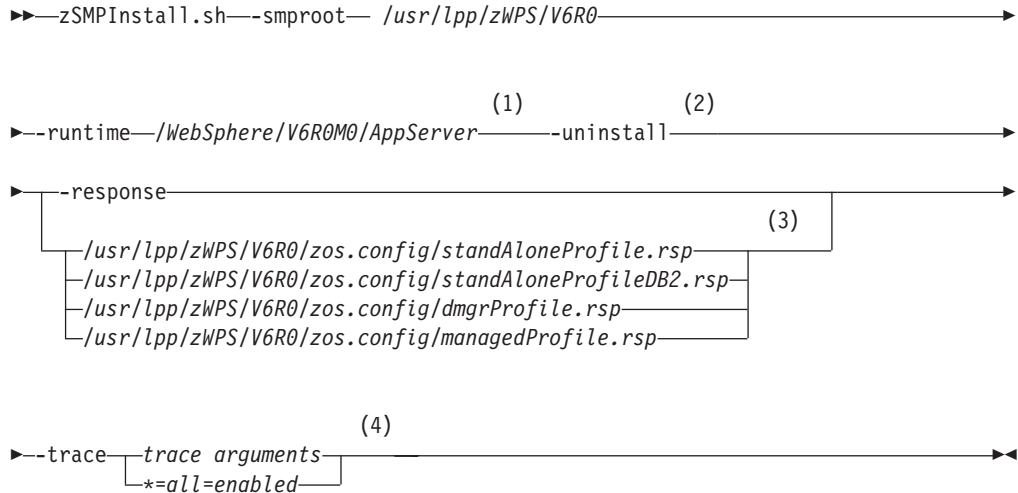 zSMPInstall.sh -smproot /usr/lpp/zWPS/V6R0
(1) (2)
-runtime /WebSphere/V6R0M0/AppServer -uninstall
-response
(3)
/usr/lpp/zWPS/V6R0/zos.config/standAloneProfile.rsp
/usr/lpp/zWPS/V6R0/zos.config/standAloneProfileDB2.rsp
/usr/lpp/zWPS/V6R0/zos.config/dmgrProfile.rsp
/usr/lpp/zWPS/V6R0/zos.config/managedProfile.rsp
(4)
-trace trace arguments
*=all=enabled